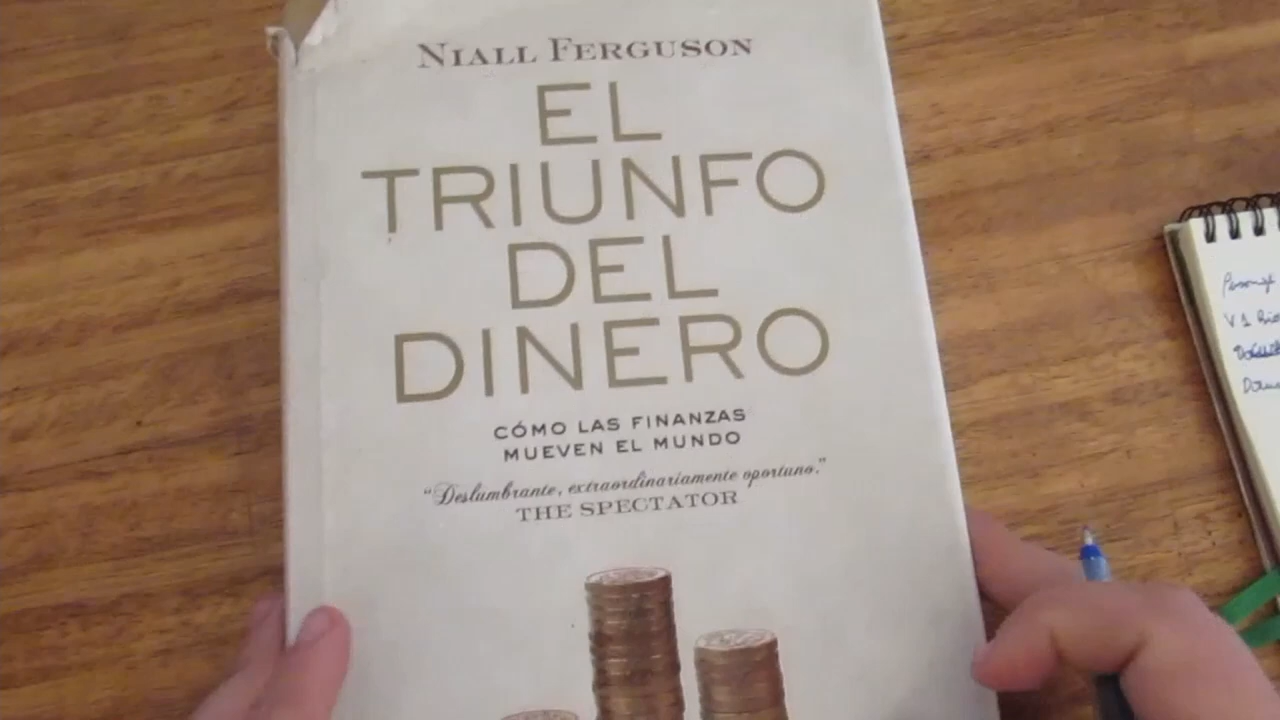 NIALL FERGUSON
EL
TRIUNFO
DEL
DINERO
CÓMO LAS FINANZAS
MUEVEN EL MUNDO
“Deslumbrante, extraordinariamente oportuno.”
THE SPECTATOR